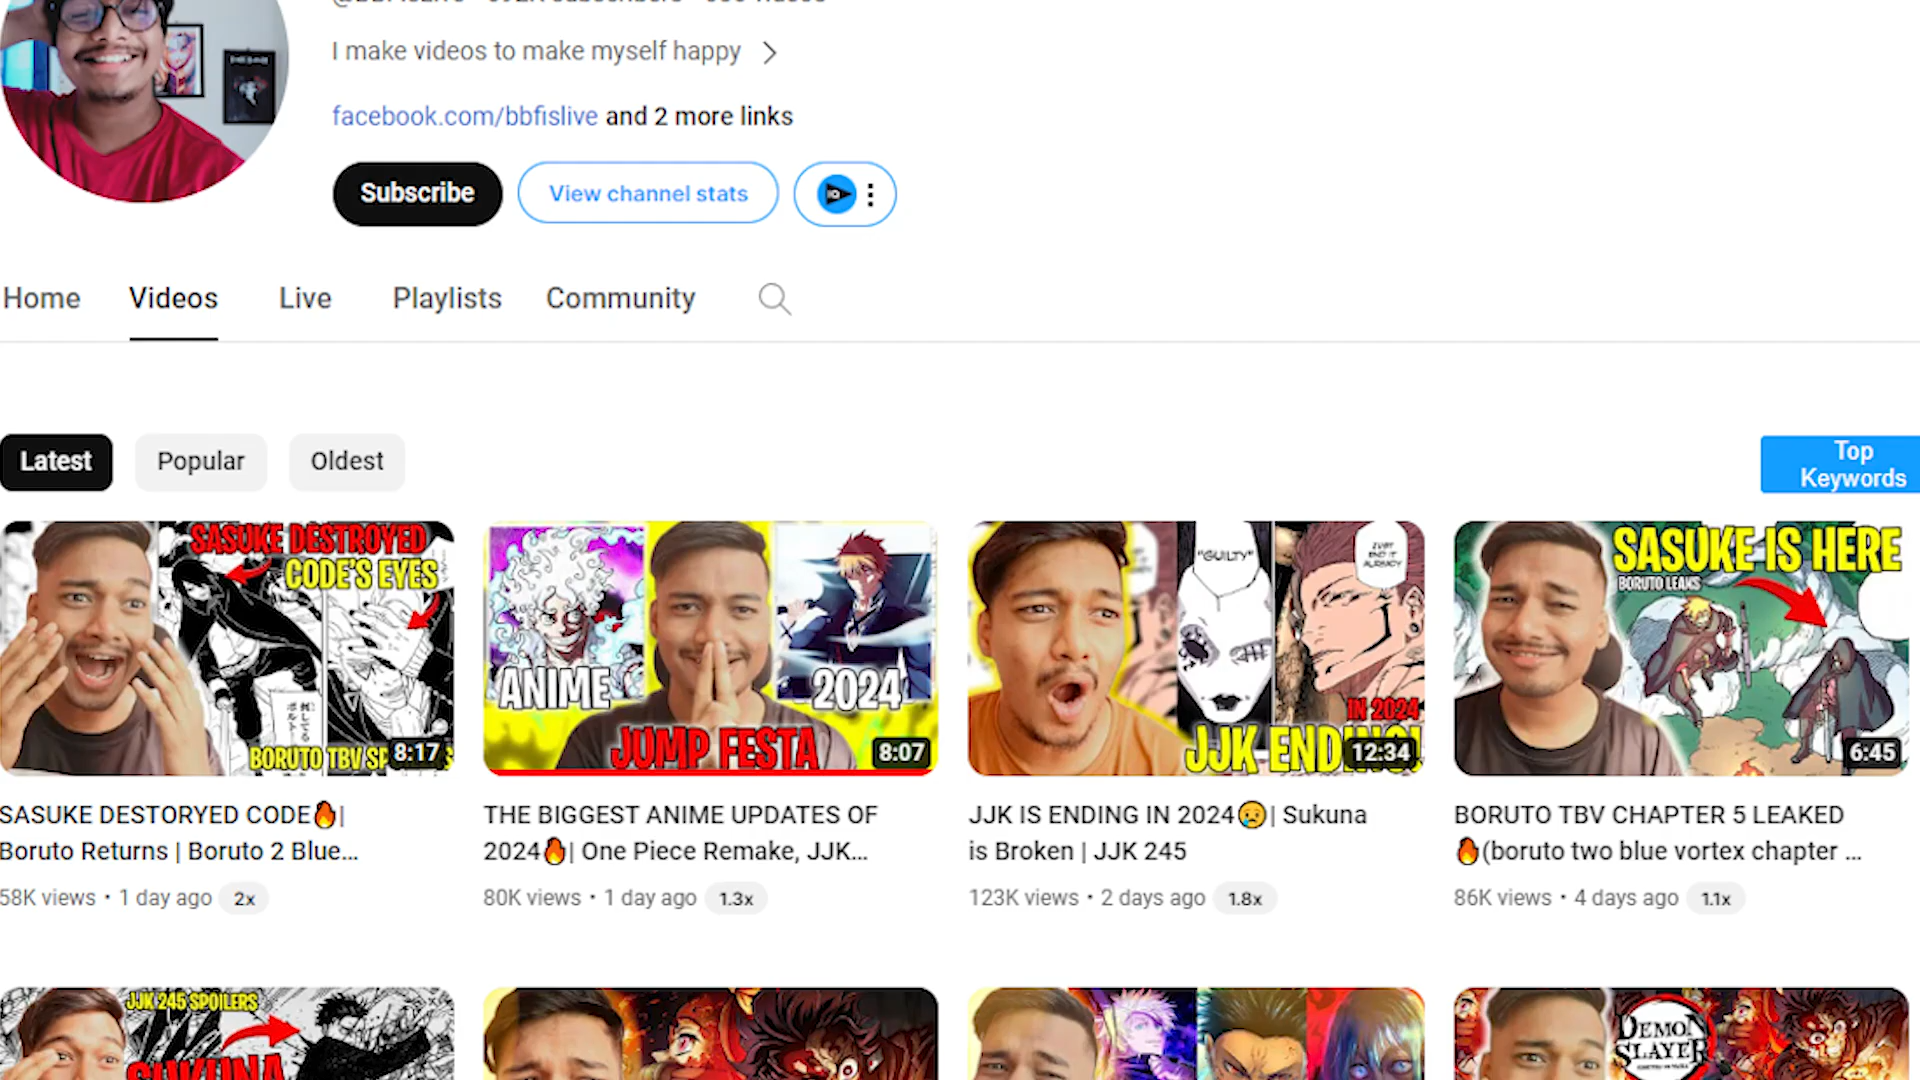 I make videos to make myself happy
facebook.com/bbfislive and 2 more links
Subscribe
View channel stats
Home
Videos
Live
Playlists
Community
Latest
Popular
Oldest
Top
Keywords
SASUKE DESTROYED
CODE'S EYES
BORUTO TBV SP
8:17
ANIME
2024
JUMP FESTA
8:07
"GUILTY"
JUST
END IT
ALREADY
IN 2024
JJK ENDING!
12:34
SASUKE IS HERE
BORUTO LEAKS
6:45
SASUKE DESTORYED CODE🔥|
Boruto Returns | Boruto 2 Blue...
58K views • 1 day ago 2x
THE BIGGEST ANIME UPDATES OF
2024🔥| One Piece Remake, JJK...
80K views • 1 day ago 1.3x
JJK IS ENDING IN 2024😢| Sukuna
is Broken | JJK 245
123K views • 2 days ago 1.8x
BORUTO TBV CHAPTER 5 LEAKED
🔥(boruto two blue vortex chapter ...
86K views • 4 days ago 1.1x
JJK 245 SPOILERS
SUKUNA
DEMON
SLAYER